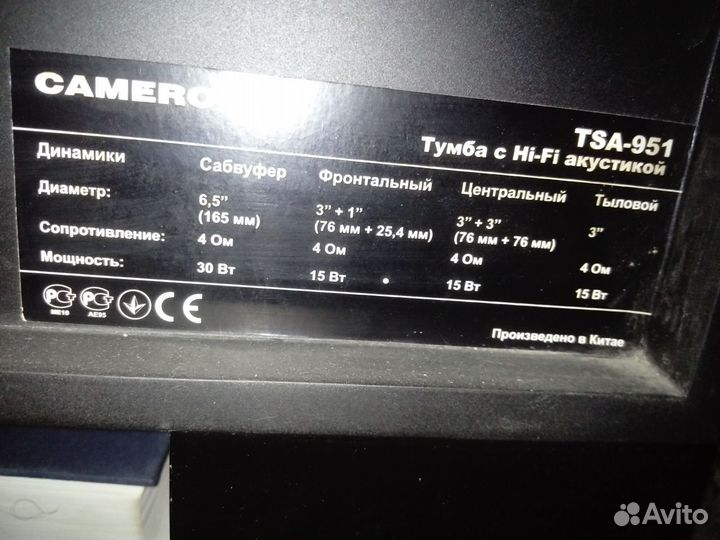 CAMERO
TSA-951
Тумба с Hi-Fi акустикой
Динамики Сабвуфер Фронтальный Центральный Тыловой
Диаметр: 6,5" (165 мм) 3" + 1" (76 мм + 25,4 мм) 3" + 3" (76 мм + 76 мм) 3"
Сопротивление: 4 Ом 4 Ом 4 Ом 4 Ом
Мощность: 30 Вт 15 Вт 15 Вт 15 Вт
ME10 AE95 CE
Произведено в Китае
Avito